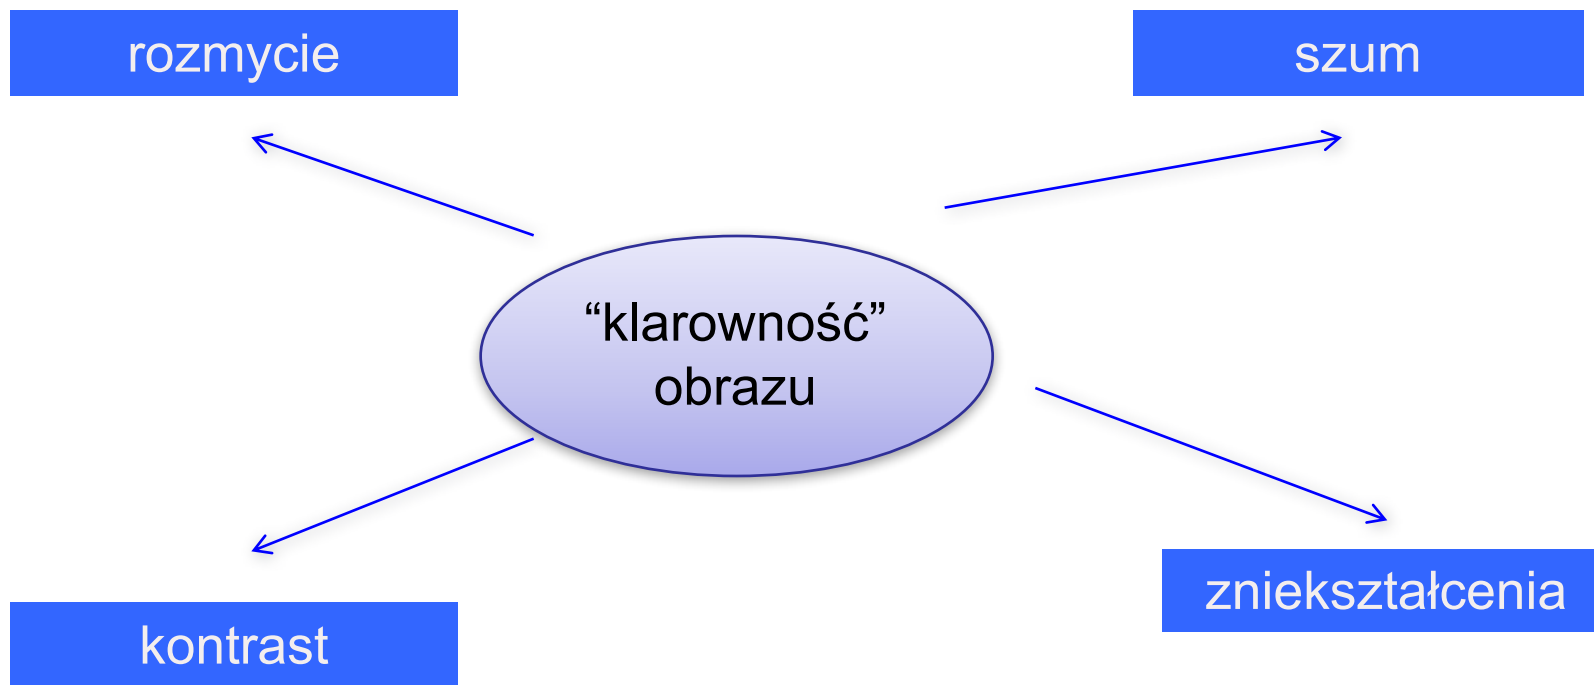 rozmycie
szum
“klarowność”
obrazu
zniekształcenia
kontrast